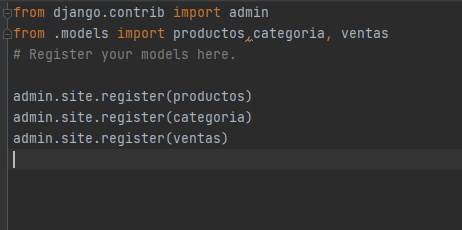 from django.contrib import admin
from .models import productos,categoria, ventas
# Register your models here.
admin.site.register(productos)
admin.site.register(categoria)
admin.site.register(ventas)